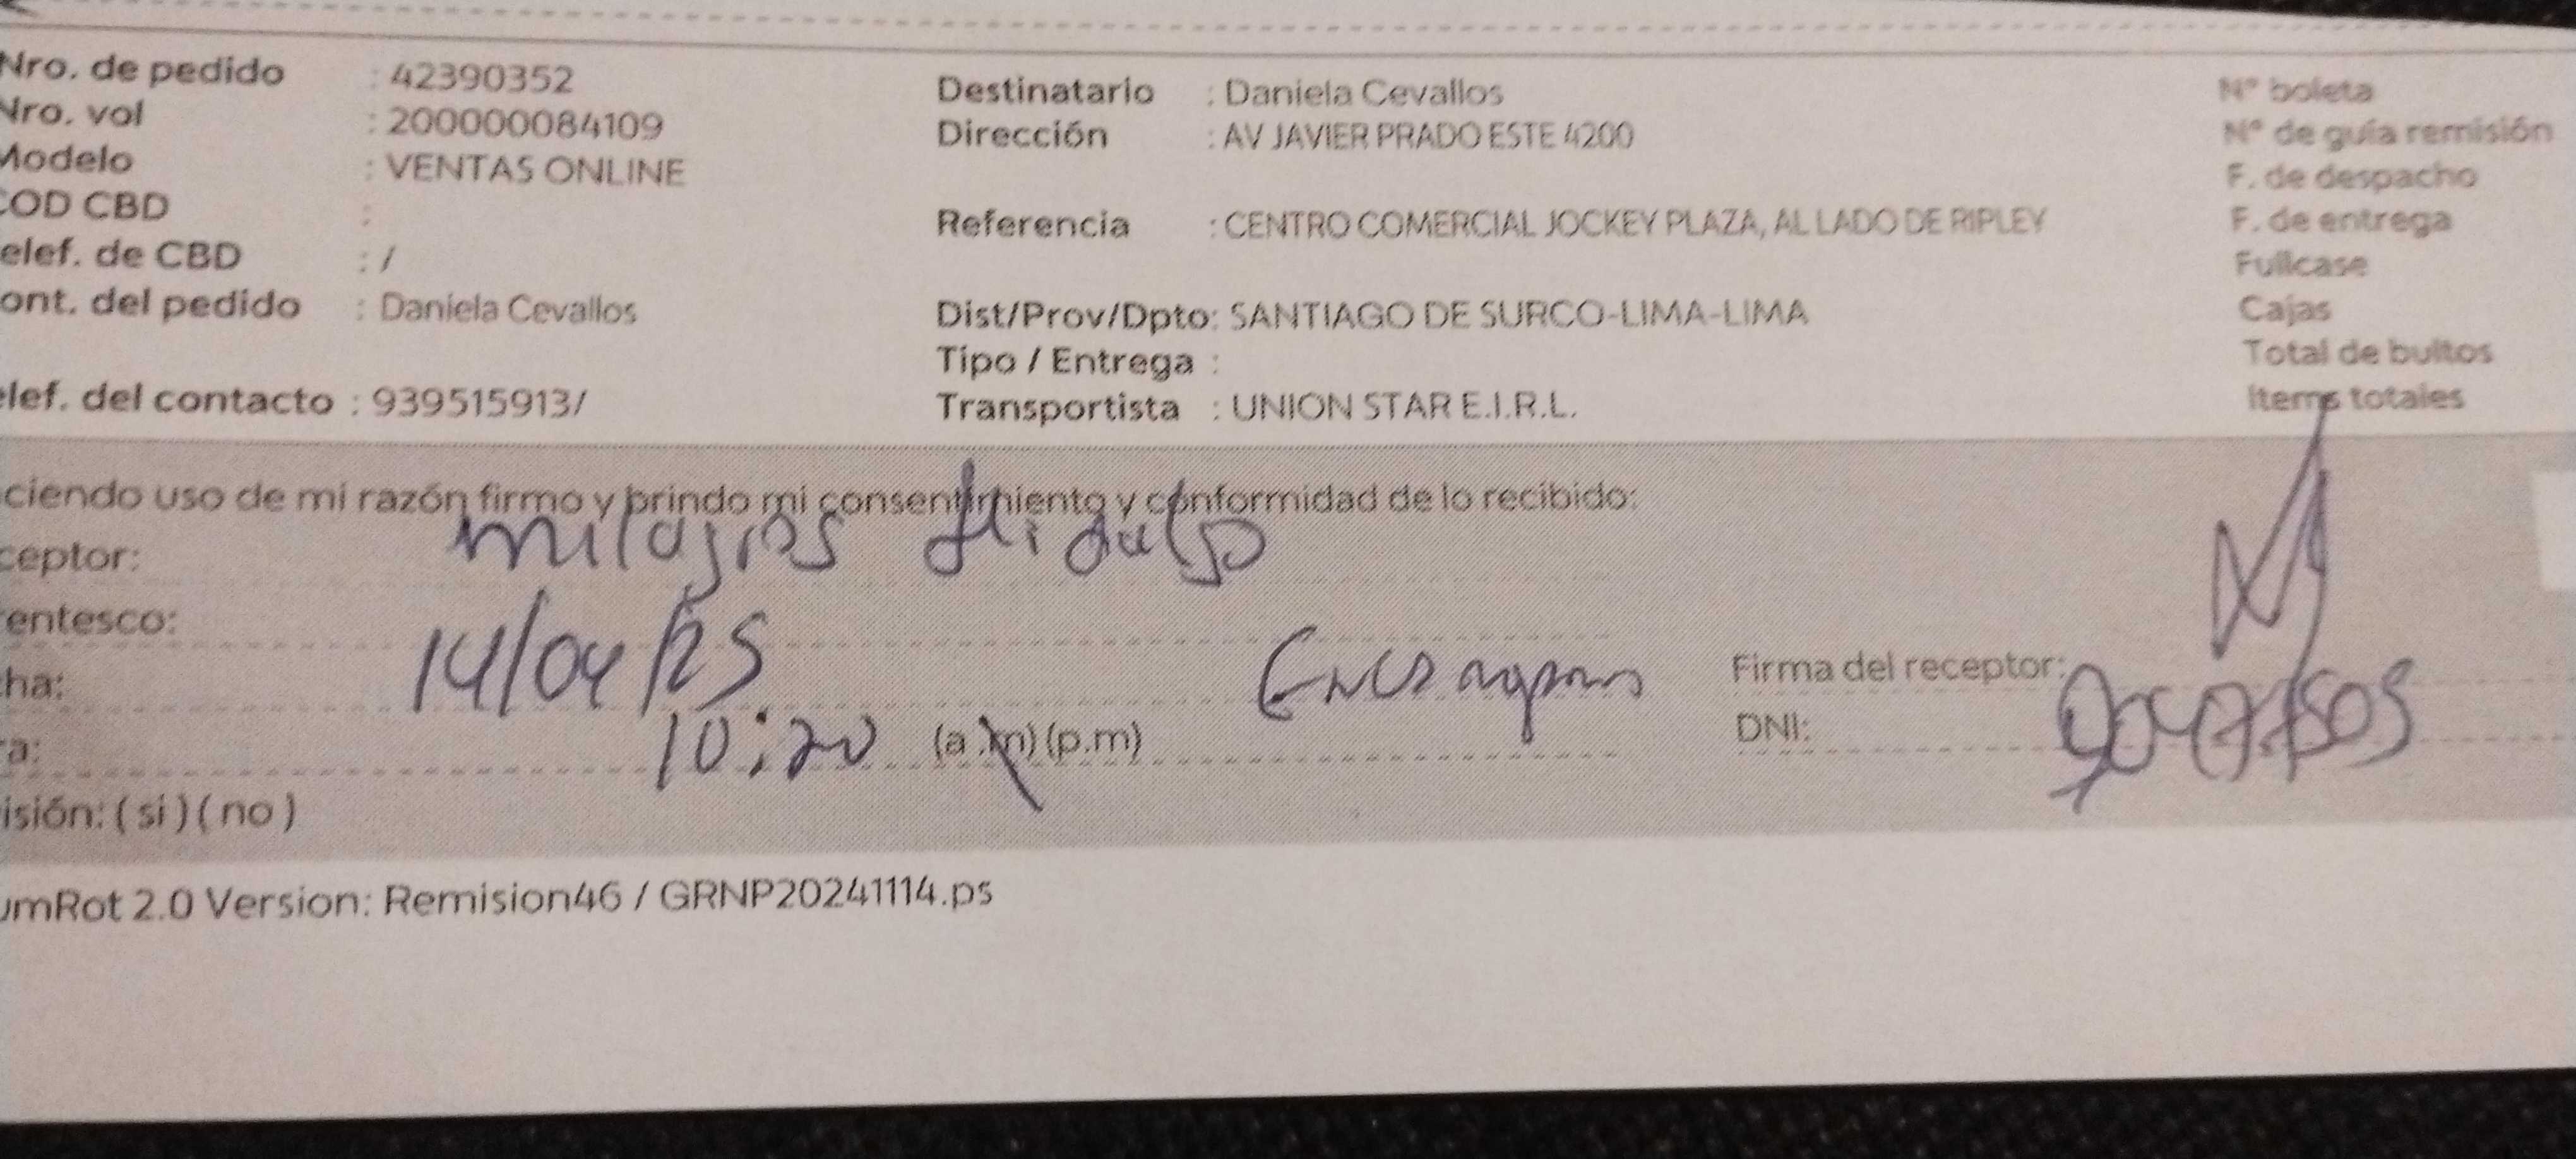 Nro. de pedido : 42390352
Nro. vol : 200000084109
Modelo : VENTAS ONLINE
COD CBD :
elef. de CBD : /
ont. del pedido : Daniela Cevallos
elef. del contacto : 939515913/
Destinatario : Daniela Cevallos
Dirección : AV JAVIER PRADO ESTE 4200
Referencia : CENTRO COMERCIAL JOCKEY PLAZA, AL LADO DE RIPLEY
Dist/Prov/Dpto: SANTIAGO DE SURCO-LIMA-LIMA
Tipo / Entrega :
Transportista : UNION STAR E.I.R.L.
N° boleta
N° de guía remisión
F. de despacho
F. de entrega
Fullcase
Cajas
Total de bultos
Items totales
ciendo uso de mi razón firmo y brindo mi consentimiento y conformidad de lo recibido:
ceptor: milagros Hidalgo
entesco:
ha: 14/04/25
a: 10:20 (a.m) (p.m)
Firma del receptor:
DNI:
isión: ( si ) ( no )
umRot 2.0 Version: Remision46 / GRNP20241114.ps